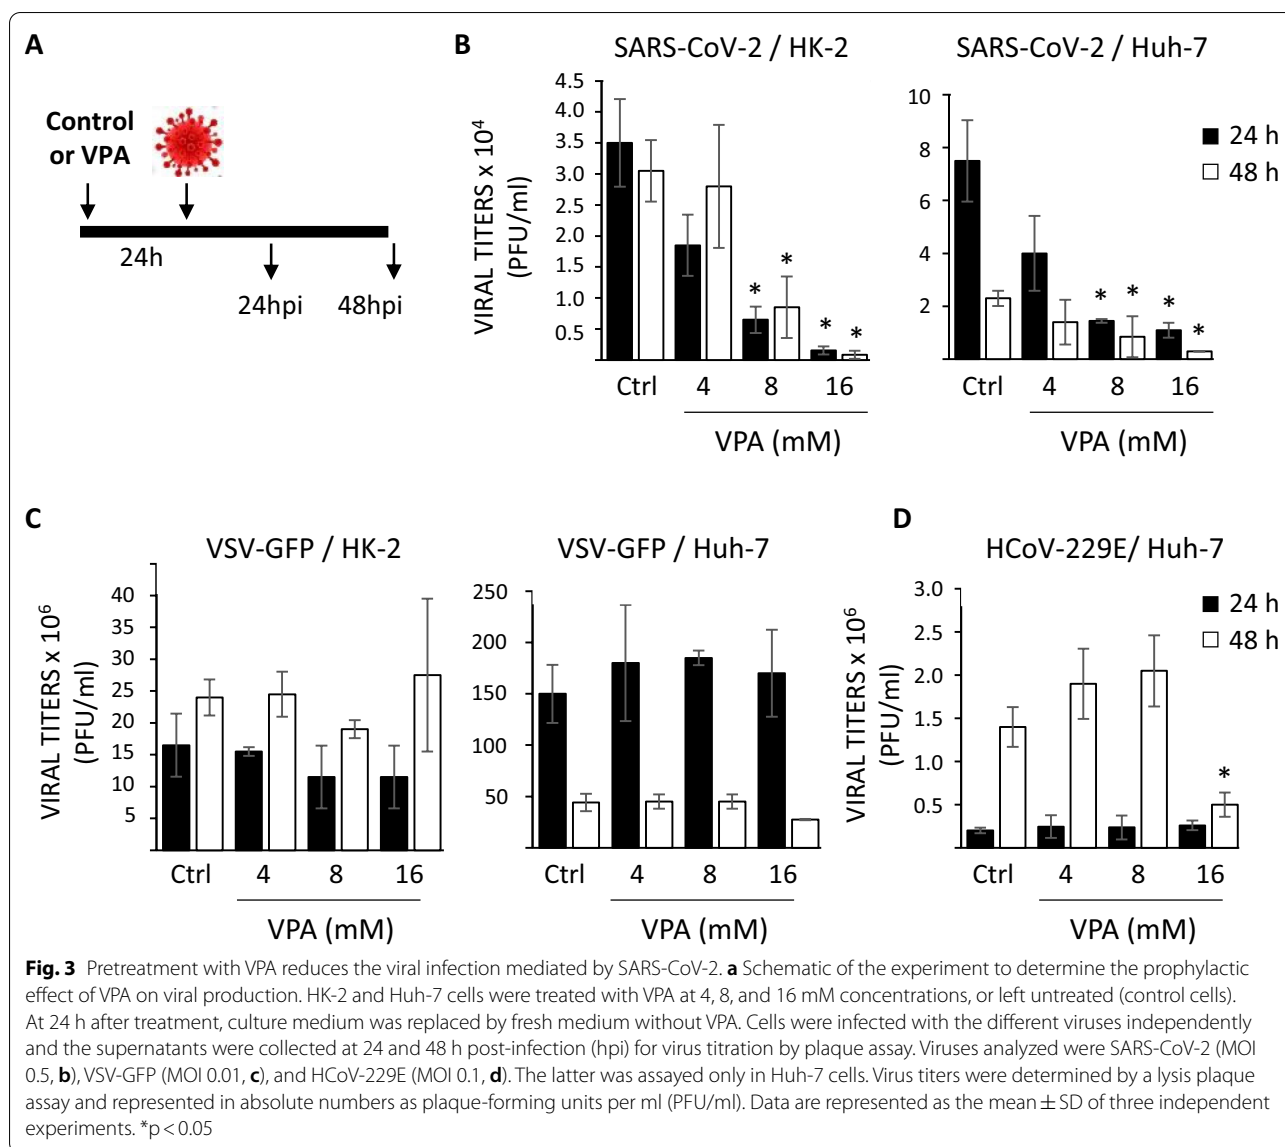 A
Control
or VPA
24h
24hpi
48hpi
B
SARS-CoV-2 / HK-2
VIRAL TITERS x 10⁴
(PFU/ml)
4.5
4.0
3.5
3.0
2.5
2.0
1.5
1.0
0.5
* * * *
Ctrl 4 8 16
VPA (mM)
SARS-CoV-2 / Huh-7
10
8
6
4
2
* * * *
Ctrl 4 8 16
VPA (mM)
24 h
48 h
C
VSV-GFP / HK-2
VIRAL TITERS x 10⁶
(PFU/ml)
40
35
30
25
20
15
10
5
Ctrl 4 8 16
VPA (mM)
VSV-GFP / Huh-7
250
200
150
100
50
Ctrl 4 8 16
VPA (mM)
D
HCoV-229E/ Huh-7
VIRAL TITERS x 10⁶
(PFU/ml)
3.0
2.5
2.0
1.5
1.0
0.5
*
Ctrl 4 8 16
VPA (mM)
24 h
48 h
Fig. 3 Pretreatment with VPA reduces the viral infection mediated by SARS-CoV-2. a Schematic of the experiment to determine the prophylactic
effect of VPA on viral production. HK-2 and Huh-7 cells were treated with VPA at 4, 8, and 16 mM concentrations, or left untreated (control cells).
At 24 h after treatment, culture medium was replaced by fresh medium without VPA. Cells were infected with the different viruses independently
and the supernatants were collected at 24 and 48 h post-infection (hpi) for virus titration by plaque assay. Viruses analyzed were SARS-CoV-2 (MOI
0.5, b), VSV-GFP (MOI 0.01, c), and HCoV-229E (MOI 0.1, d). The latter was assayed only in Huh-7 cells. Virus titers were determined by a lysis plaque
assay and represented in absolute numbers as plaque-forming units per ml (PFU/ml). Data are represented as the mean ± SD of three independent
experiments. *p < 0.05